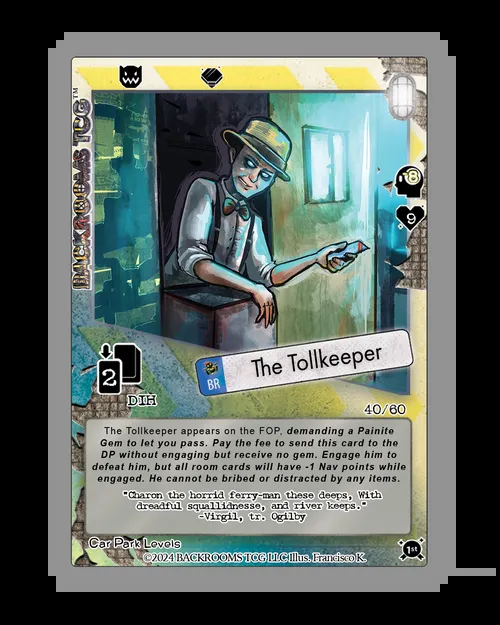 BACKROOMS TCG™
8
9
2
DIH
BR
The Tollkeeper
40/60
The Tollkeeper appears on the FOP, demanding a Painite
Gem to let you pass. Pay the fee to send this card to the
DP without engaging but receive no gem. Engage him to
defeat him, but all room cards will have -1 Nav points while
engaged. He cannot be bribed or distracted by any items.
"Charon the horrid ferry-man these deeps, With
dreadful squallidnesse, and river keeps."
-Virgil, tr. Ogilby
Car Park Levels
©2024 BACKROOMS TCG LLC Illus. Francisco K.
1st